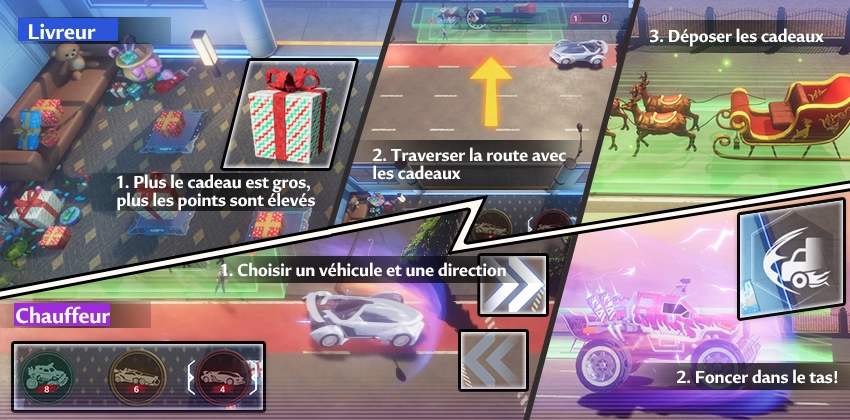 Livreur
1. Plus le cadeau est gros,
plus les points sont élevés
2. Traverser la route avec
les cadeaux
1 0
3. Déposer les cadeaux
Chauffeur
1. Choisir un véhicule et une direction
8 6 4
2. Foncer dans le tas!